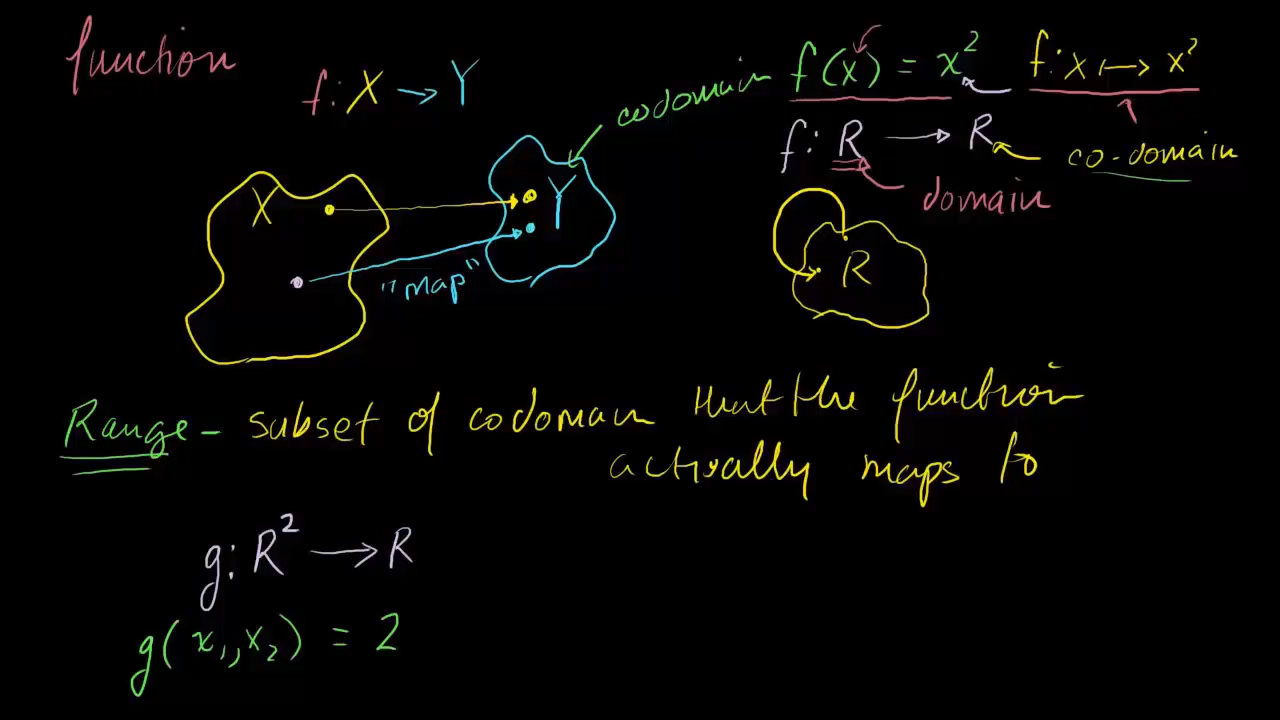 function
f: X → Y
codomain
f(x) = x²
f: x ↦ x²
f: R → R
co-domain
domain
X
Y
"map"
R
Range - subset of codomain that the function
actually maps to
g: R² → R
g(x₁, x₂) = 2